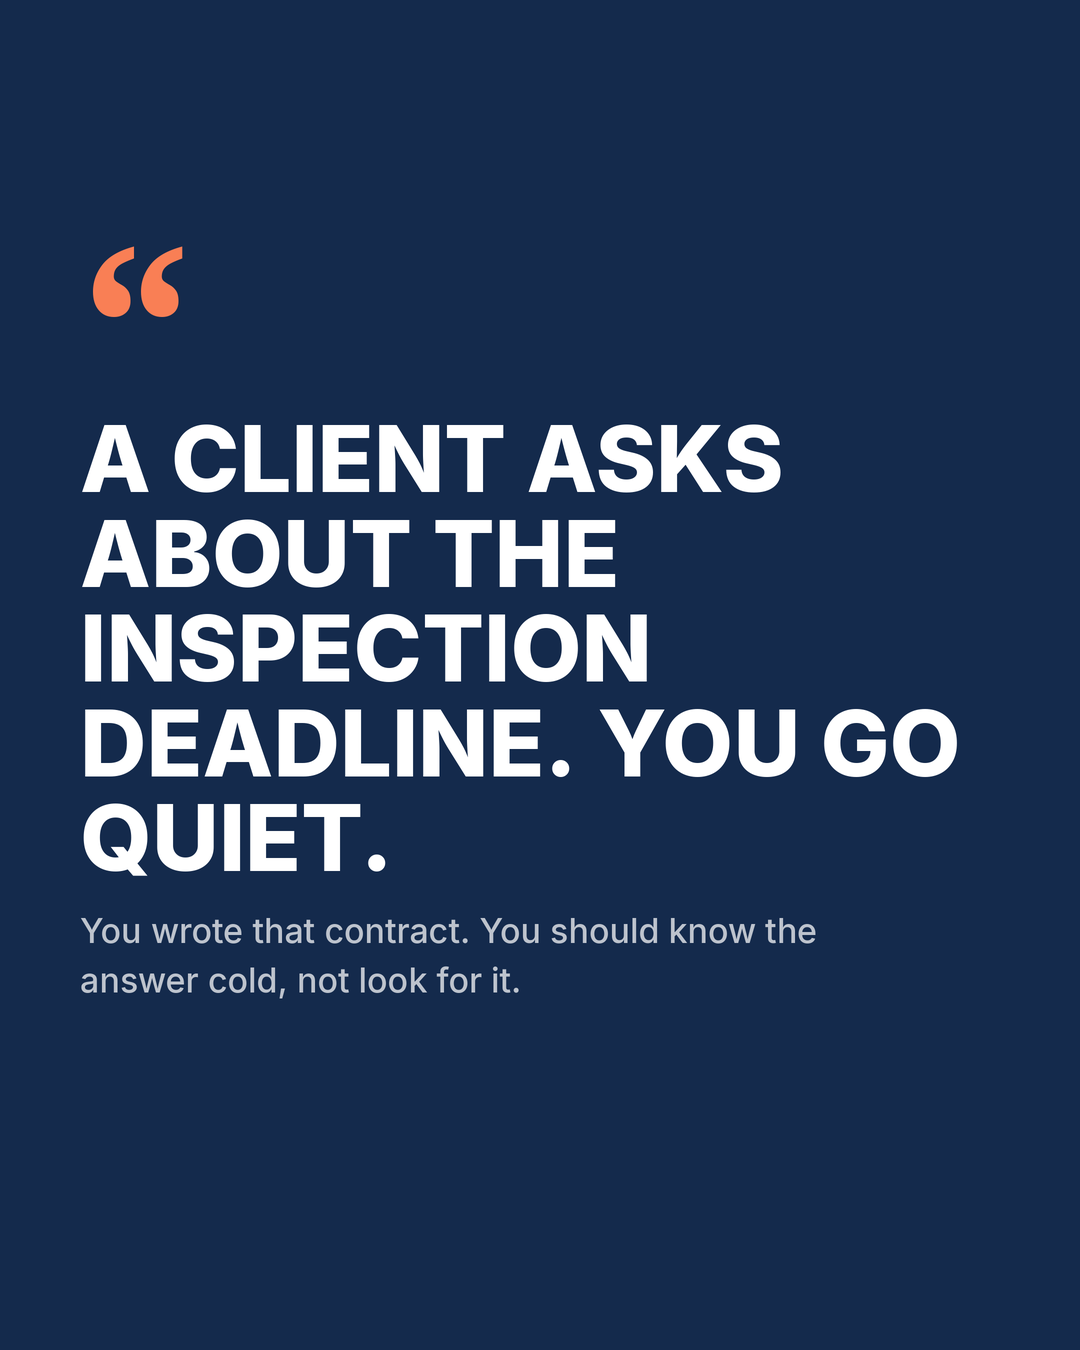 “
A CLIENT ASKS
ABOUT THE
INSPECTION
DEADLINE. YOU GO
QUIET.
You wrote that contract. You should know the
answer cold, not look for it.